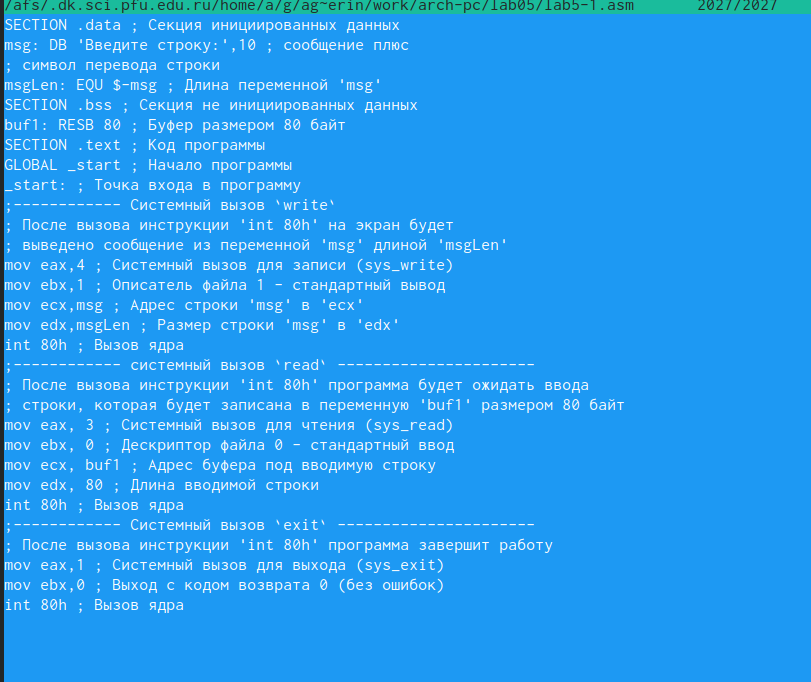 /afs/.dk.sci.pfu.edu.ru/home/a/g/ag~erin/work/arch-pc/lab05/lab5-1.asm 2027/2027
SECTION .data ; Секция инициированных данных
msg: DB 'Введите строку:',10 ; сообщение плюс
; символ перевода строки
msgLen: EQU $-msg ; Длина переменной 'msg'
SECTION .bss ; Секция не инициированных данных
buf1: RESB 80 ; Буфер размером 80 байт
SECTION .text ; Код программы
GLOBAL _start ; Начало программы
_start: ; Точка входа в программу
;------------ Системный вызов `write`
; После вызова инструкции 'int 80h' на экран будет
; выведено сообщение из переменной 'msg' длиной 'msgLen'
mov eax,4 ; Системный вызов для записи (sys_write)
mov ebx,1 ; Описатель файла 1 - стандартный вывод
mov ecx,msg ; Адрес строки 'msg' в 'ecx'
mov edx,msgLen ; Размер строки 'msg' в 'edx'
int 80h ; Вызов ядра
;------------ системный вызов `read` ----------------------
; После вызова инструкции 'int 80h' программа будет ожидать ввода
; строки, которая будет записана в переменную 'buf1' размером 80 байт
mov eax, 3 ; Системный вызов для чтения (sys_read)
mov ebx, 0 ; Дескриптор файла 0 - стандартный ввод
mov ecx, buf1 ; Адрес буфера под вводимую строку
mov edx, 80 ; Длина вводимой строки
int 80h ; Вызов ядра
;------------ Системный вызов `exit` ----------------------
; После вызова инструкции 'int 80h' программа завершит работу
mov eax,1 ; Системный вызов для выхода (sys_exit)
mov ebx,0 ; Выход с кодом возврата 0 (без ошибок)
int 80h ; Вызов ядра